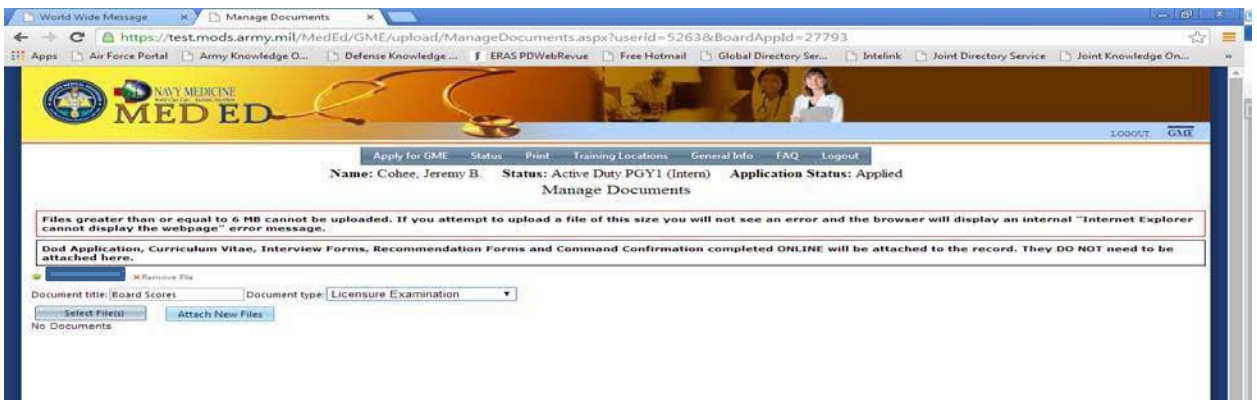 World Wide Message
Manage Documents
https://test.mods.army.mil/MedEd/GME/upload/ManageDocuments.aspx?userId=5263&BoardAppId=27793
Apps Air Force Portal Army Knowledge O... Defense Knowledge ... ERAS PDWebRevue Free Hotmail Global Directory Ser... Intelink Joint Directory Service Joint Knowledge On... »
NAVY MEDICINE
MED ED
LOGOUT GME
Apply for GME Status Print Training Locations General Info FAQ Logout
Name: Cohee, Jeremy B. Status: Active Duty PGY1 (Intern) Application Status: Applied
Manage Documents
Files greater than or equal to 6 MB cannot be uploaded. If you attempt to upload a file of this size you will not see an error and the browser will display an internal "Internet Explorer
cannot display the webpage" error message.
Dod Application, Curriculum Vitae, Interview Forms, Recommendation Forms and Command Confirmation completed ONLINE will be attached to the record. They DO NOT need to be
attached here.
Remove File
Document title: Board Scores Document type: Licensure Examination
Select File(s) Attach New Files
No Documents